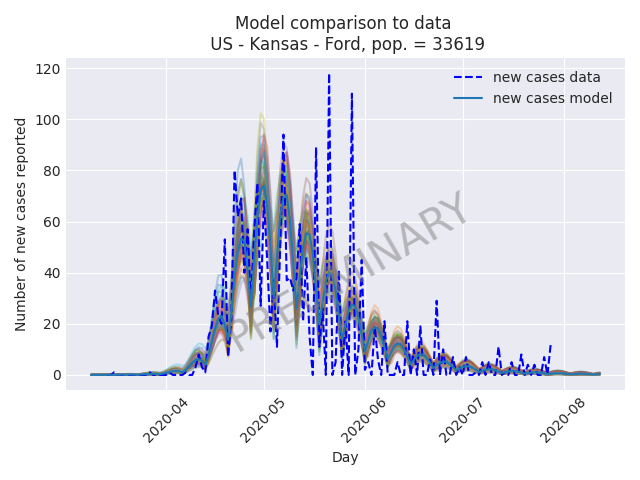 Model comparison to data
US - Kansas - Ford, pop. = 33619
120
100
80
60
40
20
0
Number of new cases reported
new cases data
new cases model
PRELIMINARY
2020-04
2020-05
2020-06
2020-07
2020-08
Day